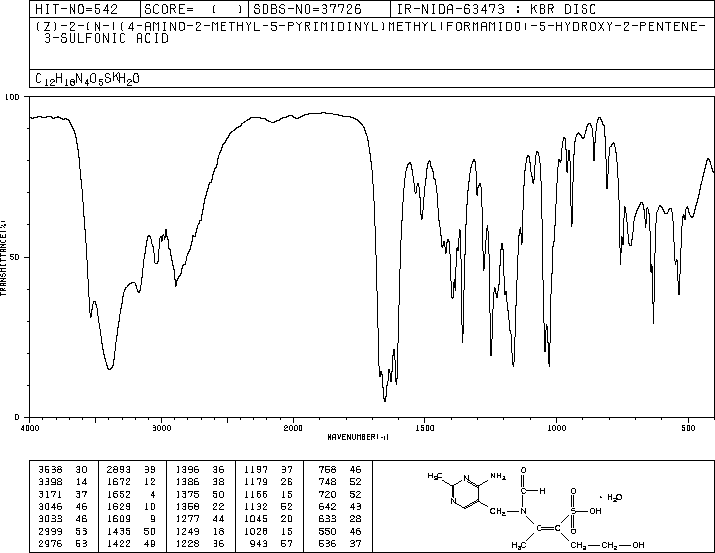 HIT-NO=542 SCORE= ( ) SDBS-NO=37726 IR-NIDA-63473 : KBR DISC
(Z)-2-(N-((4-AMINO-2-METHYL-5-PYRIMIDINYL)METHYL)FORMAMIDO)-5-HYDROXY-2-PENTENE-
3-SULFONIC ACID
C12H18N4O5S·H2O
100
TRANSMITTANCE(%)
50
0
4000 3000 2000 1500 1000 500
WAVENUMBER(-1)
3538 30 2893 39 1396 36 1197 37 758 46
3398 14 1672 12 1386 38 1179 26 748 52
3171 37 1652 4 1375 50 1166 15 720 52
3046 46 1629 10 1358 22 1132 52 642 43
3033 46 1609 9 1277 44 1045 20 633 28
2999 53 1435 50 1249 18 1028 15 550 46
2976 53 1422 49 1228 36 943 57 536 37
O
NH2
H3C
N
C—H
O
N
S—OH
· H2O
CH2—N
O
C=C
H3C
CH2—CH2—OH